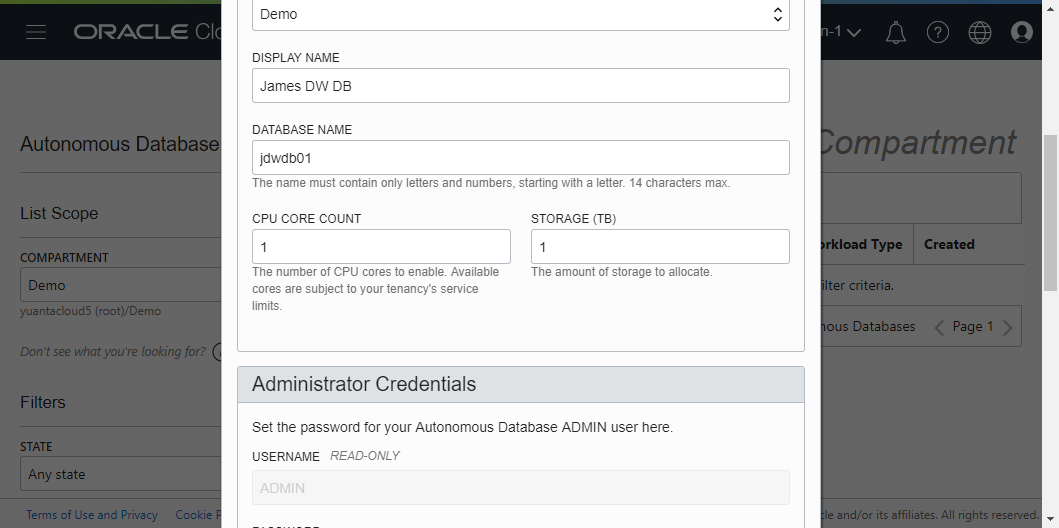 ORACLE Clo
n-1
Autonomous Database
Compartment
List Scope
COMPARTMENT
Demo
yuantacloud5 (root)/Demo
Don't see what you're looking for?
Filters
STATE
Any state
Demo
DISPLAY NAME
James DW DB
DATABASE NAME
jdwdb01
The name must contain only letters and numbers, starting with a letter. 14 characters max.
CPU CORE COUNT
1
The number of CPU cores to enable. Available
cores are subject to your tenancy's service
limits.
STORAGE (TB)
1
The amount of storage to allocate.
Administrator Credentials
Set the password for your Autonomous Database ADMIN user here.
USERNAME READ-ONLY
ADMIN
orkload Type Created
ilter criteria.
nous Databases Page 1
Terms of Use and Privacy Cookie P
cle and/or its affiliates. All rights reserved.